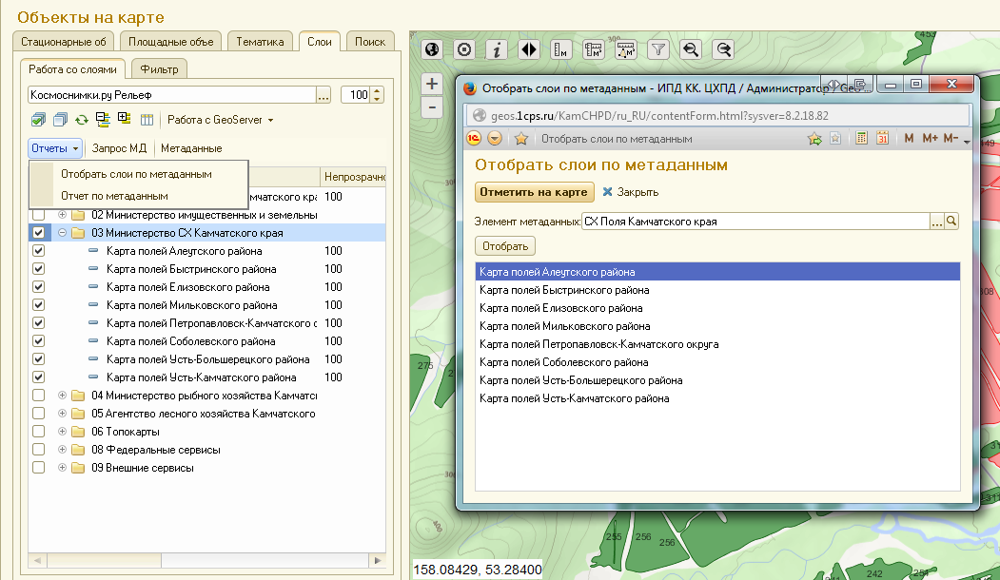 Объекты на карте
Стационарные об
Площадные объе
Тематика
Слои
Поиск
Работа со слоями
Фильтр
Космоснимки.ру Рельеф
...
100
Работа с GeoServer
Отчеты
Запрос МД
Метаданные
Отобрать слои по метаданным
Отчет по метаданным
Непрозрачно
мчатского кра 100
02 Министерство имущественных и земельны
03 Министерство СХ Камчатского края
Карта полей Алеутского района 100
Карта полей Быстринского района 100
Карта полей Елизовского района 100
Карта полей Мильковского района 100
Карта полей Петропавловск-Камчатского о 100
Карта полей Соболевского района 100
Карта полей Усть-Большерецкого района 100
Карта полей Усть-Камчатского района 100
04 Министерство рыбного хозяйства Камчатс
05 Агентство лесного хозяйства Камчатского
06 Топокарты
08 Федеральные сервисы
09 Внешние сервисы
453
300
Отобрать слои по метаданным - ИПД КК. ЦХПД / Администратор / Geo...
geos.1cps.ru/KamCHPD/ru_RU/contentForm.html?sysver=8.2.18.82
Отобрать слои по метаданным
31
M M+ M-
Отобрать слои по метаданным
Отметить на карте
Закрыть
Элемент метаданных: СХ Поля Камчатского края
...
Отобрать
Карта полей Алеутского района
Карта полей Быстринского района
Карта полей Елизовского района
Карта полей Мильковского района
Карта полей Петропавловск-Камчатского округа
Карта полей Соболевского района
Карта полей Усть-Большерецкого района
Карта полей Усть-Камчатского района
449
308
275
255
256
256
242
251
158.08429, 53.28400